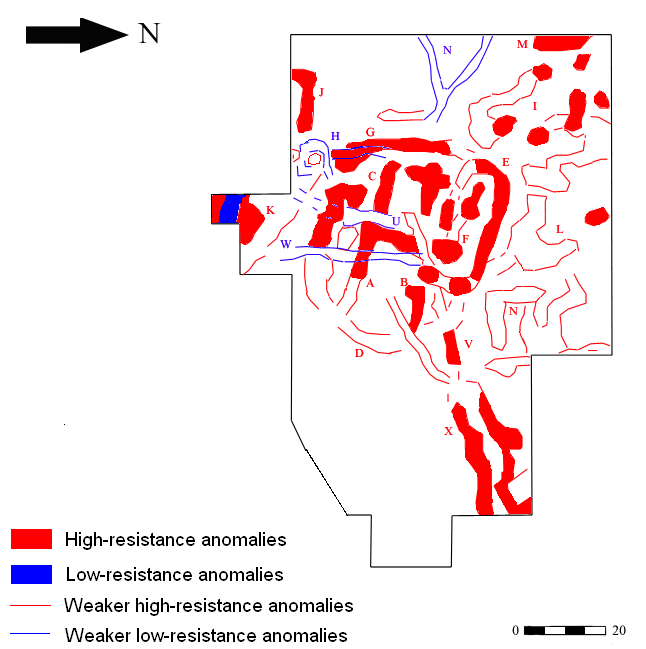 N
N
M
J
I
H
G
E
C
K
U
L
W
F
A
B
N
V
D
X
High-resistance anomalies
Low-resistance anomalies
Weaker high-resistance anomalies
Weaker low-resistance anomalies
0 20